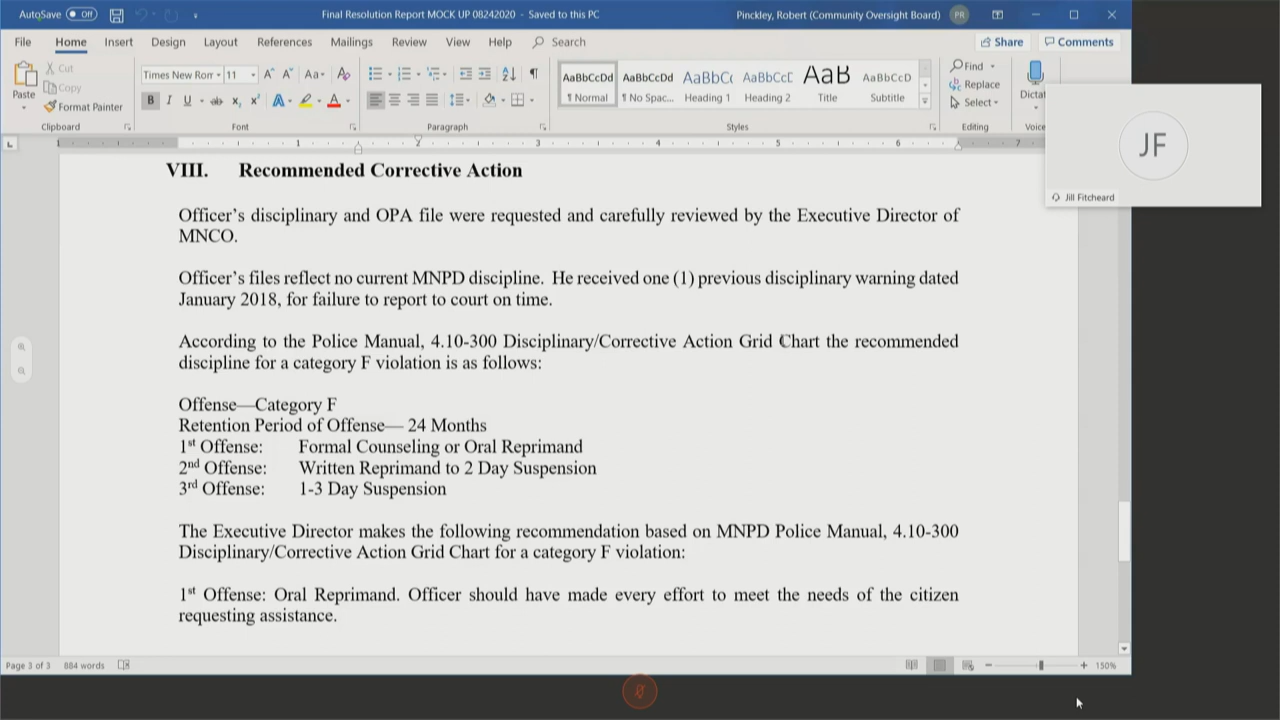 AutoSave Off
Final Resolution Report MOCK UP 08242020 - Saved to this PC
Pinckley, Robert (Community Oversight Board) PR
File Home Insert Design Layout References Mailings Review View Help Search
Share Comments
Paste
Cut
Copy
Format Painter
Times New Rom 11
AaBbCcDd AaBbCcDd AaBbC( AaBbCcD AaB AaBbCcD
¶ Normal ¶ No Spac... Heading 1 Heading 2 Title Subtitle
Find
Replace
Select
Dictat
Clipboard Font Paragraph Styles Editing Voice
JF
Jill Fitcheard
VIII. Recommended Corrective Action
Officer's disciplinary and OPA file were requested and carefully reviewed by the Executive Director of
MNCO.
Officer's files reflect no current MNPD discipline. He received one (1) previous disciplinary warning dated
January 2018, for failure to report to court on time.
According to the Police Manual, 4.10-300 Disciplinary/Corrective Action Grid Chart the recommended
discipline for a category F violation is as follows:
Offense—Category F
Retention Period of Offense— 24 Months
1st Offense: Formal Counseling or Oral Reprimand
2nd Offense: Written Reprimand to 2 Day Suspension
3rd Offense: 1-3 Day Suspension
The Executive Director makes the following recommendation based on MNPD Police Manual, 4.10-300
Disciplinary/Corrective Action Grid Chart for a category F violation:
1st Offense: Oral Reprimand. Officer should have made every effort to meet the needs of the citizen
requesting assistance.
Page 3 of 3 884 words
150%